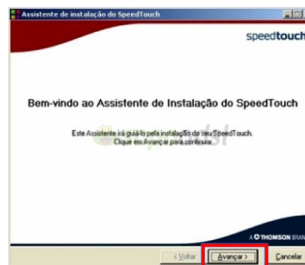 Assistente de instalação do SpeedTouch
speedtouch
Bem-vindo ao Assistente de Instalação do SpeedTouch
Este Assistente irá guiá-lo pela instalação do seu SpeedTouch.
Clique em Avançar para continuar.
A THOMSON BRAND
< Voltar
Avançar >
Cancelar